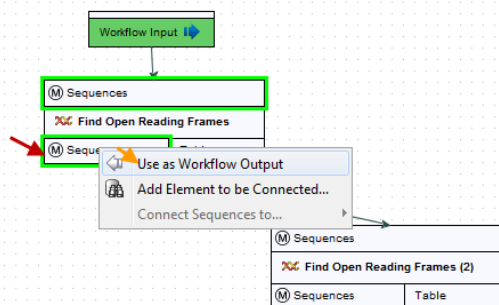 Workflow Input
M Sequences
Find Open Reading Frames
M Seque
Use as Workflow Output
Add Element to be Connected...
Connect Sequences to...
M Sequences
Find Open Reading Frames (2)
M Sequences Table